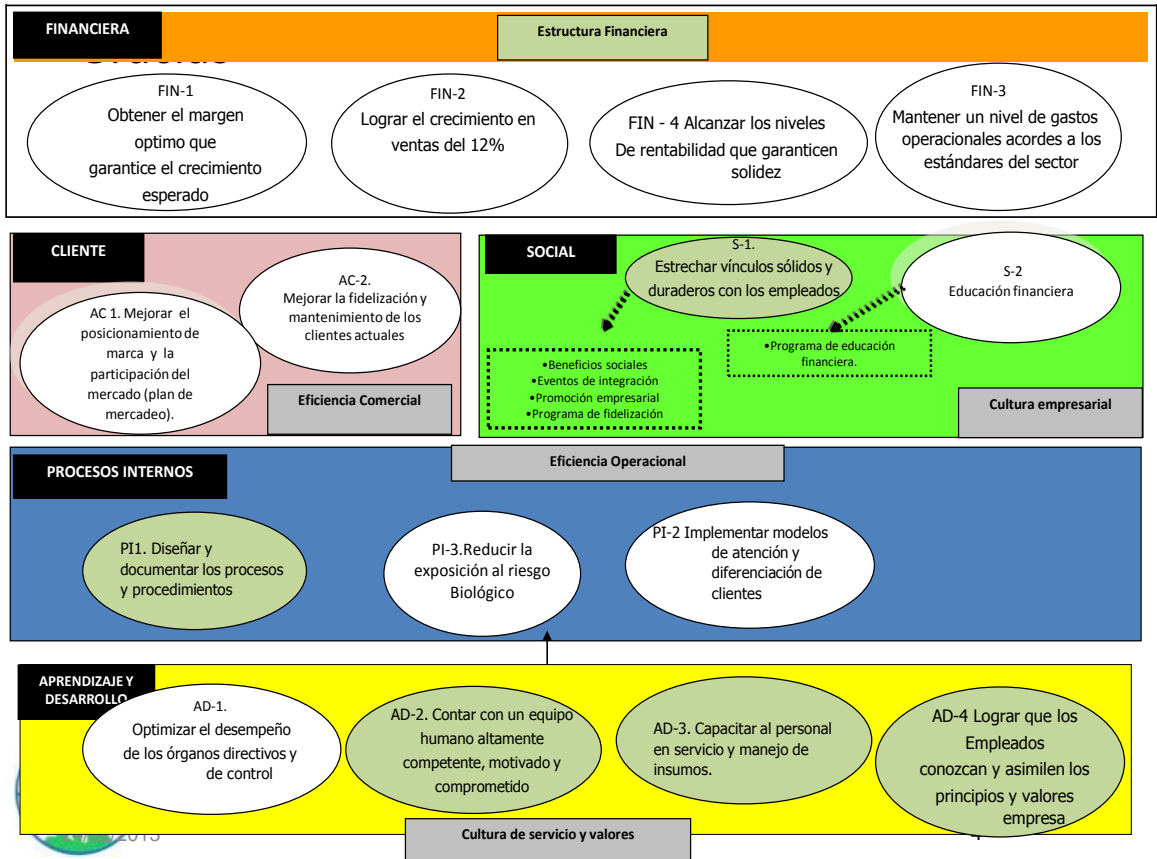 FINANCIERA
Estructura Financiera
FIN-1
Obtener el margen
optimo que
garantice el crecimiento
esperado
FIN-2
Lograr el crecimiento en
ventas del 12%
FIN - 4 Alcanzar los niveles
De rentabilidad que garanticen
solidez
FIN-3
Mantener un nivel de gastos
operacionales acordes a los
estándares del sector
CLIENTE
AC-2.
Mejorar la fidelización y
mantenimiento de los
clientes actuales
AC 1. Mejorar el
posicionamiento de
marca y la
participación del
mercado (plan de
mercadeo).
Eficiencia Comercial
SOCIAL
S-1.
Estrechar vínculos sólidos y
duraderos con los empleados
S-2
Educación financiera
•Programa de educación
financiera.
•Beneficios sociales
•Eventos de integración
•Promoción empresarial
•Programa de fidelización
Cultura empresarial
PROCESOS INTERNOS
Eficiencia Operacional
PI1. Diseñar y
documentar los procesos
y procedimientos
PI-3.Reducir la
exposición al riesgo
Biológico
PI-2 Implementar modelos
de atención y
diferenciación de
clientes
APRENDIZAJE Y
DESARROLLO
AD-1.
Optimizar el desempeño
de los órganos directivos y
de control
AD-2. Contar con un equipo
humano altamente
competente, motivado y
comprometido
AD-3. Capacitar al personal
en servicio y manejo de
insumos.
AD-4 Lograr que los
Empleados
conozcan y asimilen los
principios y valores
empresa
Cultura de servicio y valores